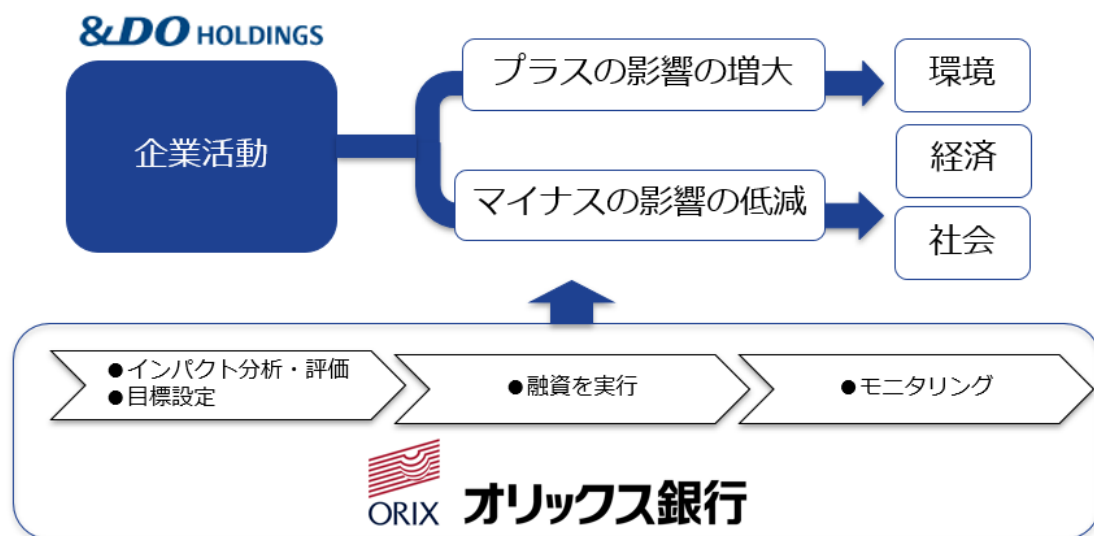 &DO HOLDINGS
企業活動
プラスの影響の増大
マイナスの影響の低減
環境
経済
社会
●インパクト分析・評価
●目標設定
●融資を実行
●モニタリング
ORIX オリックス銀行